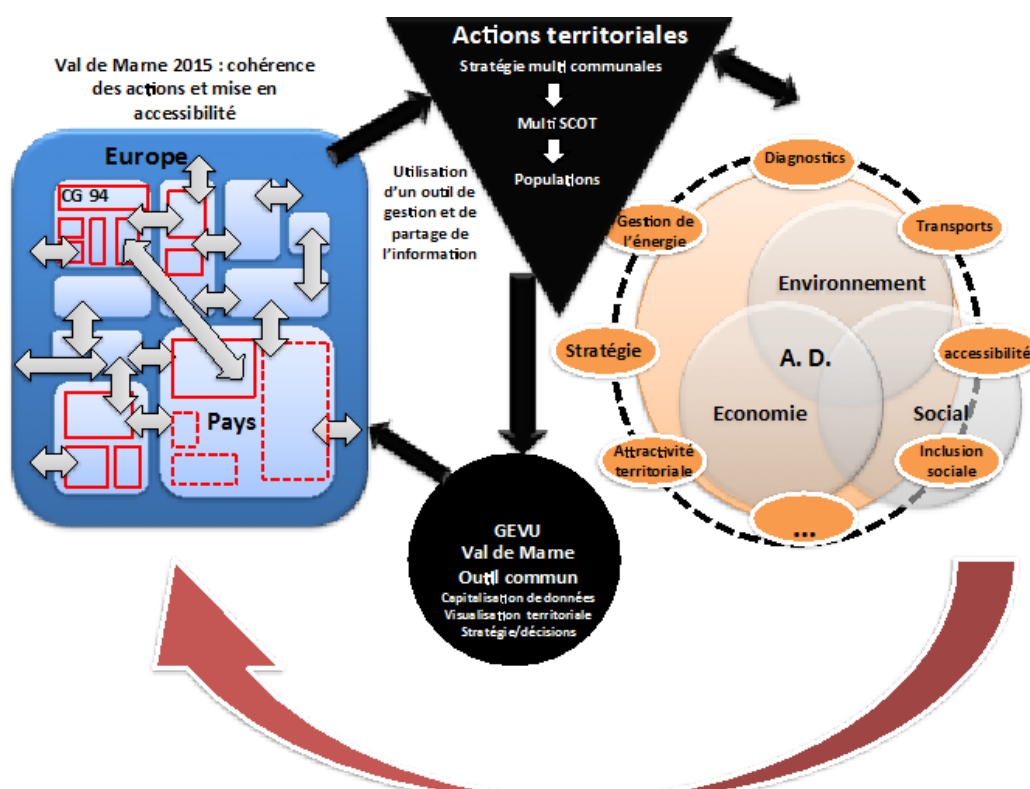 Actions territoriales
Stratégie multi communales
Multi SCOT
Populations
Val de Marne 2015 : cohérence
des actions et mise en
accessibilité
Europe
CG 94
Pays
Utilisation
d'un outil de
gestion et de
partage de
l'information
GEVU
Val de Marne
Outil commun
Capitalisation de données
Visualisation territoriale
Stratégie/décisions
Diagnostics
Gestion de
l'énergie
Transports
Environnement
Stratégie
A. D.
accessibilité
Economie
Social
Attractivité
territoriale
Inclusion
sociale
...